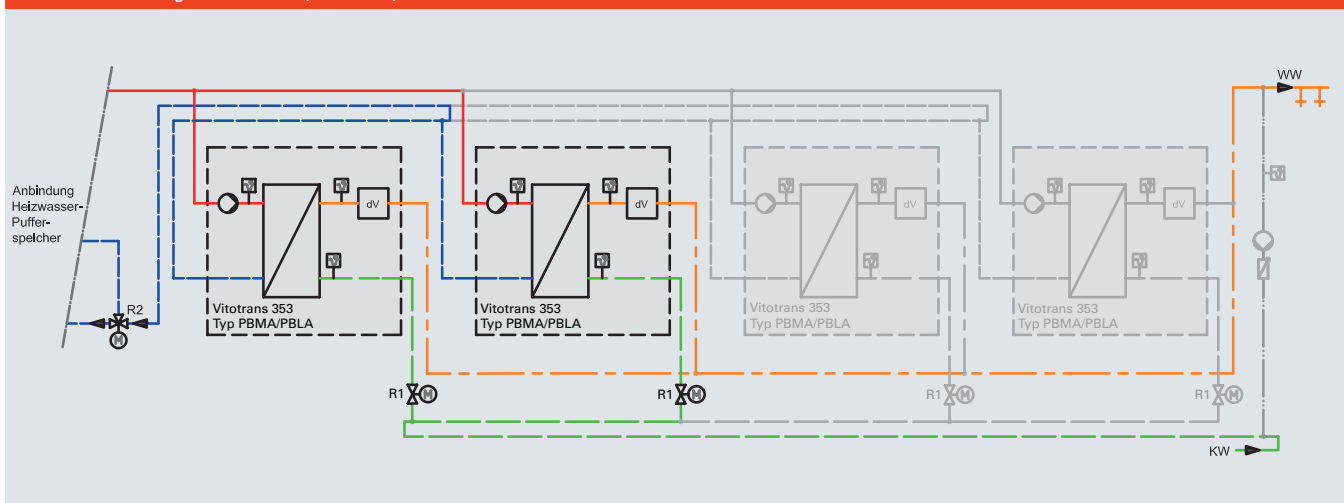 WW
Anbindung
Heizwasser-
Puffer-
speicher
R2
M
dV
dV
dV
dV
Vitotrans 353
Typ PBMA/PBLA
Vitotrans 353
Typ PBMA/PBLA
Vitotrans 353
Typ PBMA/PBLA
Vitotrans 353
Typ PBMA/PBLA
R1
M
R1
M
R1
M
R1
M
KW